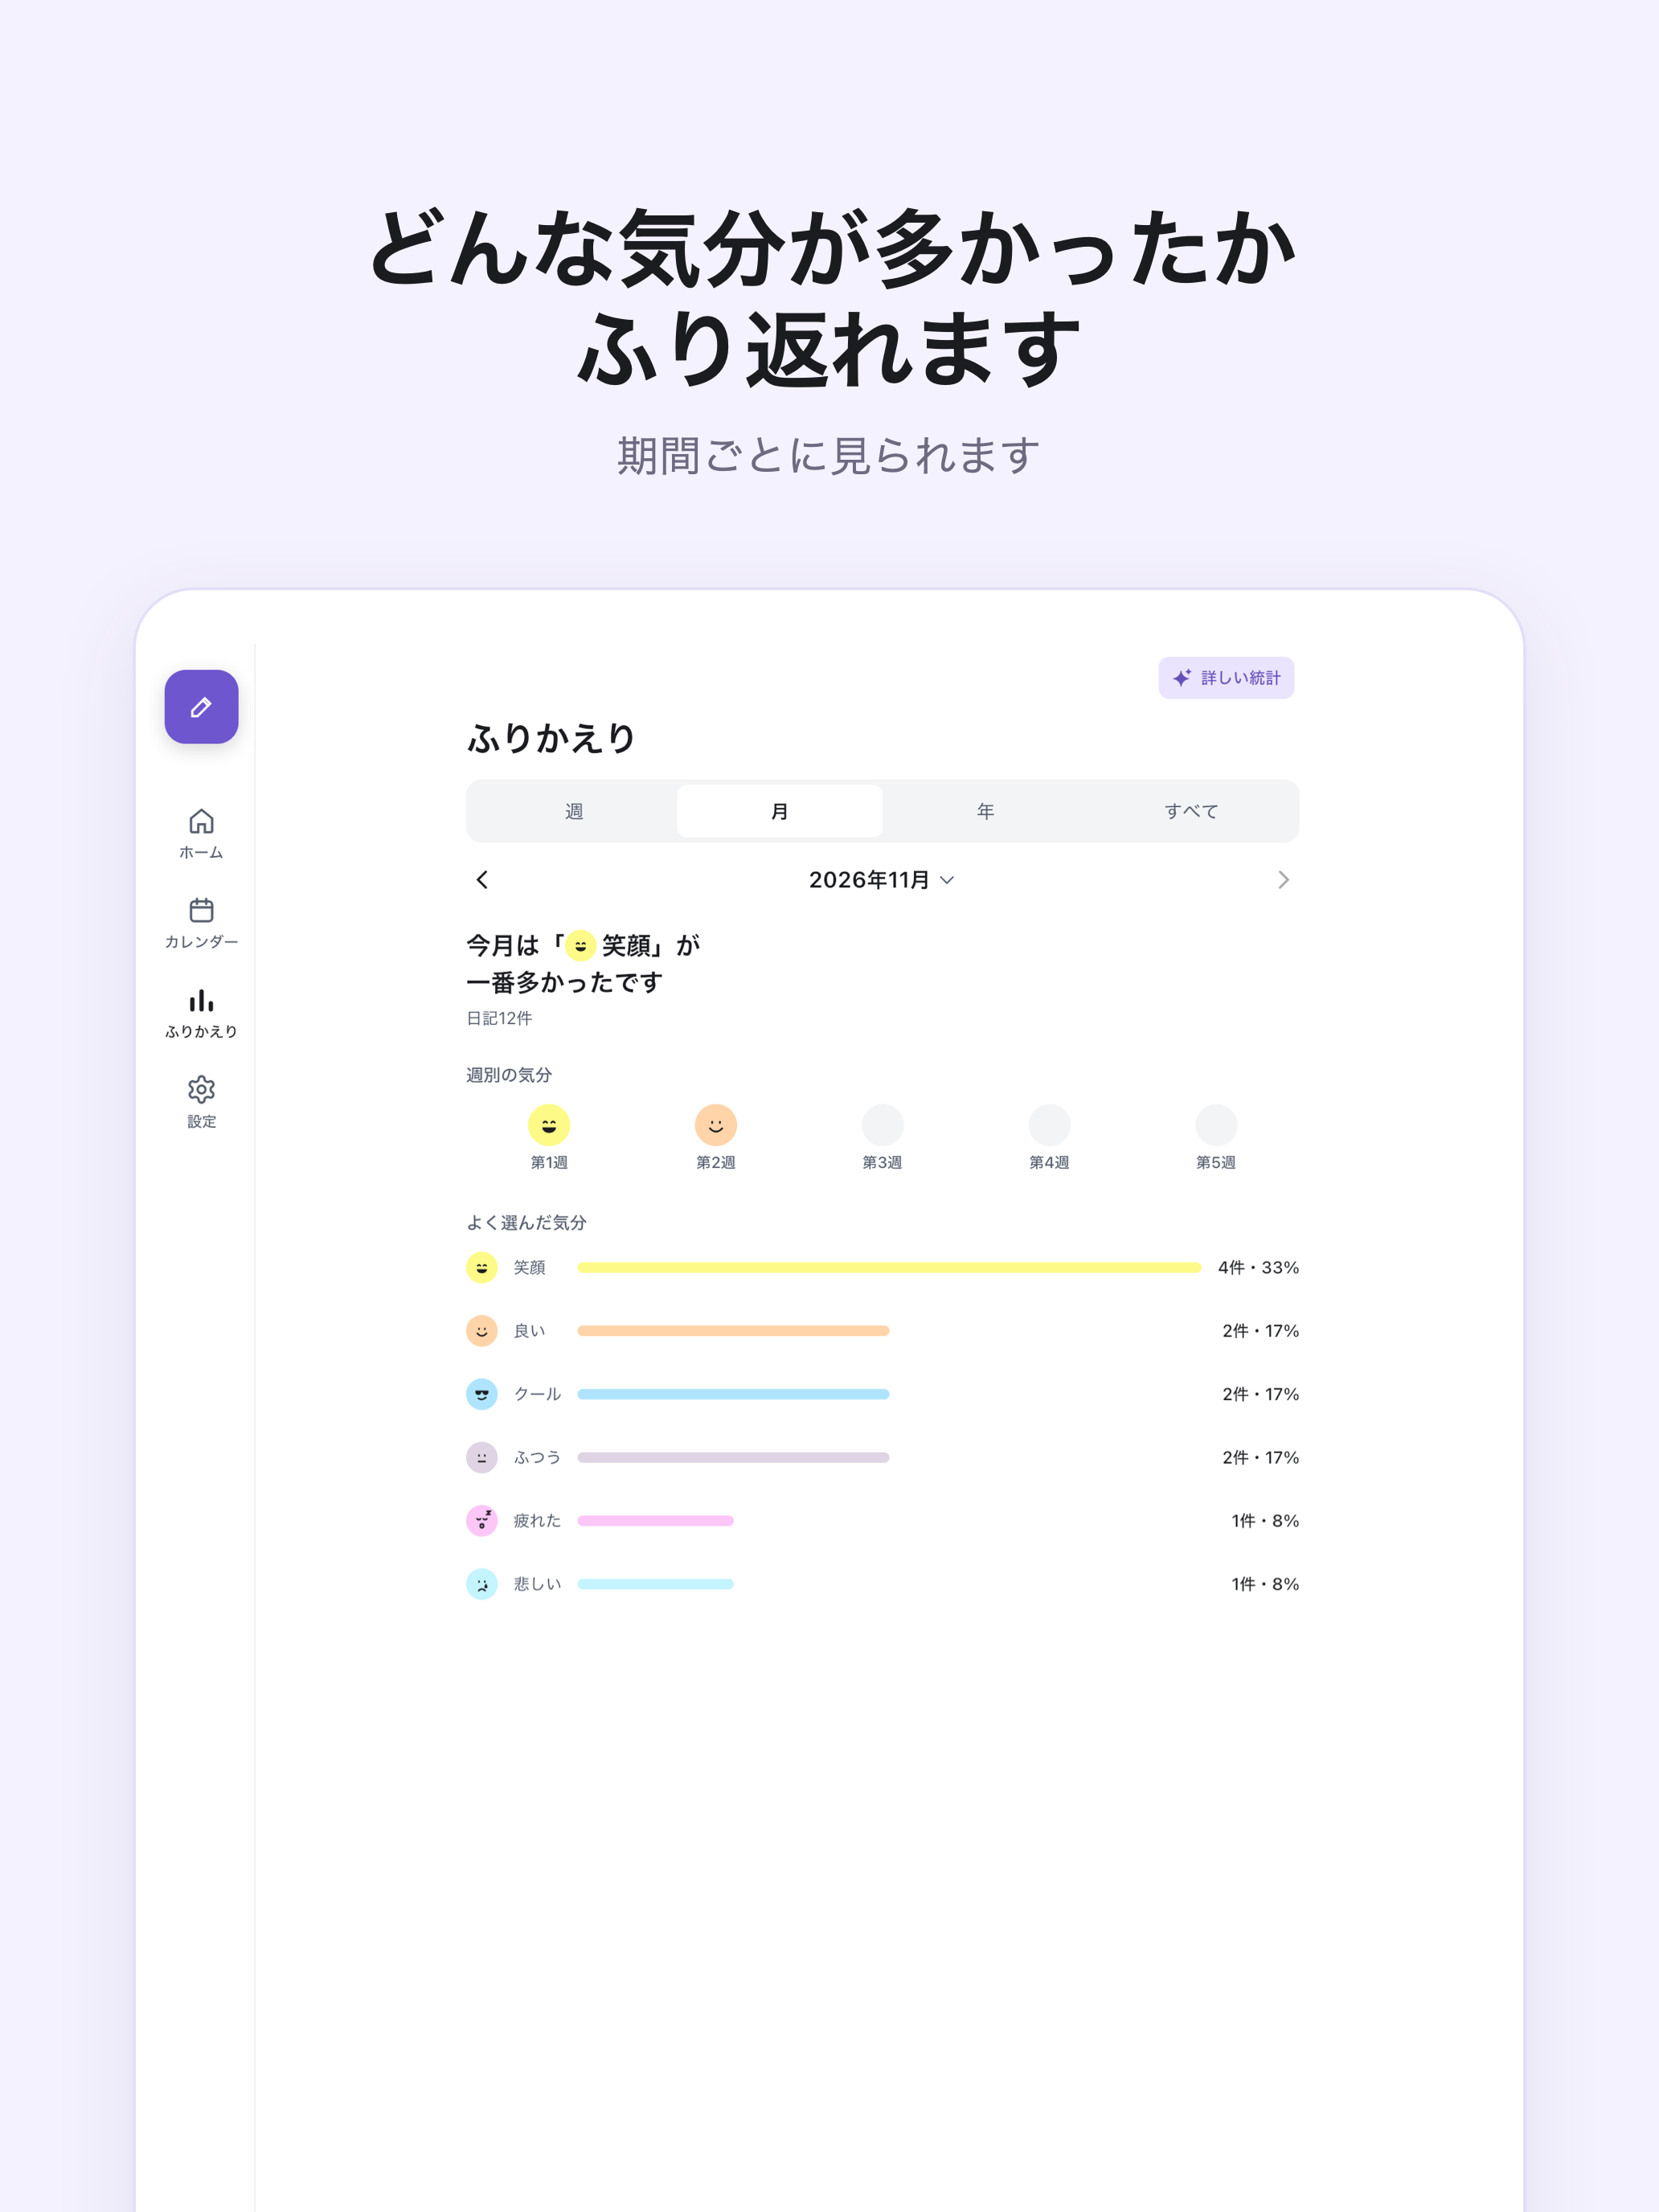 どんな気分が多かったか
ふり返れます
期間ごとに見られます
詳しい統計
ふりかえり
週 月 年 すべて
2026年11月
ホーム
カレンダー
ふりかえり
設定
今月は「笑顔」が
一番多かったです
日記12件
週別の気分
第1週 第2週 第3週 第4週 第5週
よく選んだ気分
笑顔 4件・33%
良い 2件・17%
クール 2件・17%
ふつう 2件・17%
疲れた 1件・8%
悲しい 1件・8%